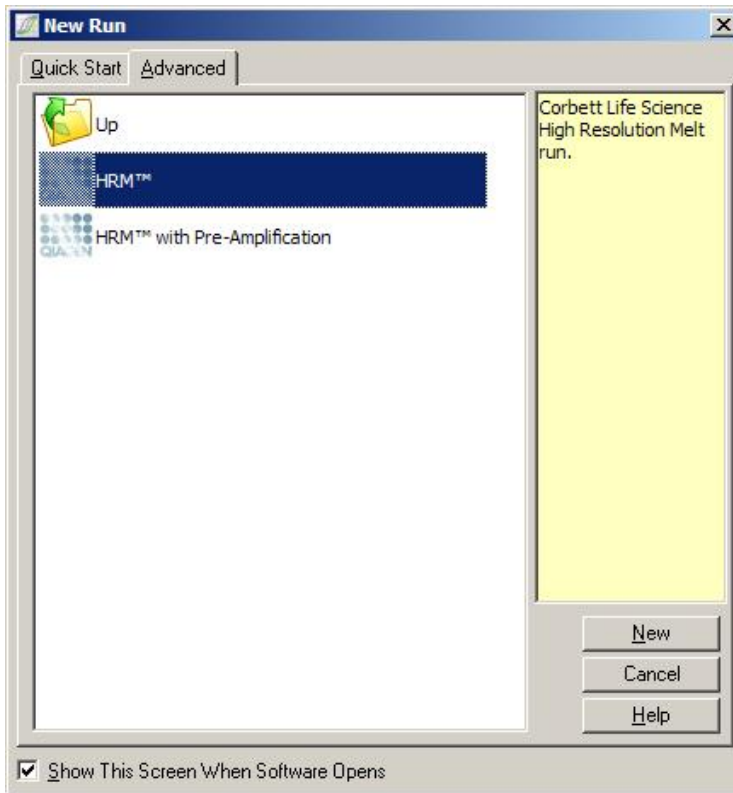 New Run
Quick Start Advanced
Up
HRM™
QIAGEN
HRM™ with Pre-Amplification
Corbett Life Science
High Resolution Melt
run.
New
Cancel
Help
Show This Screen When Software Opens